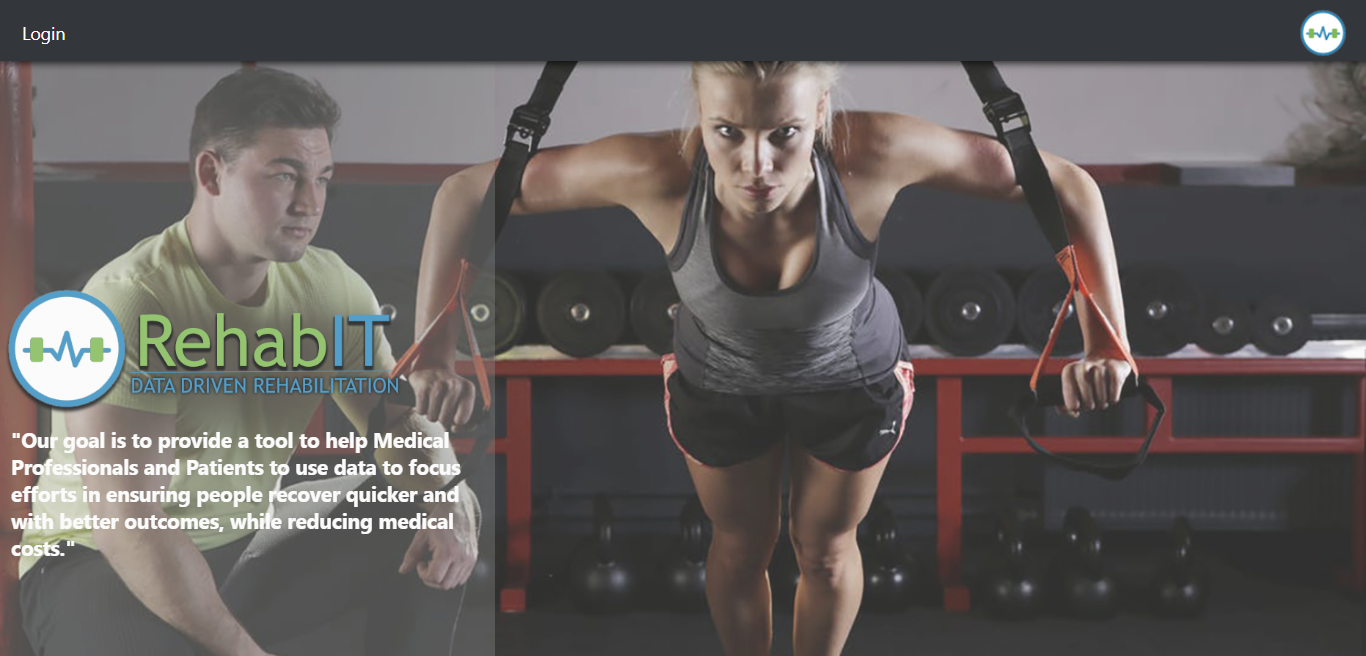 Login
RehabIT
DATA DRIVEN REHABILITATION
"Our goal is to provide a tool to help Medical
Professionals and Patients to use data to focus
efforts in ensuring people recover quicker and
with better outcomes, while reducing medical
costs."